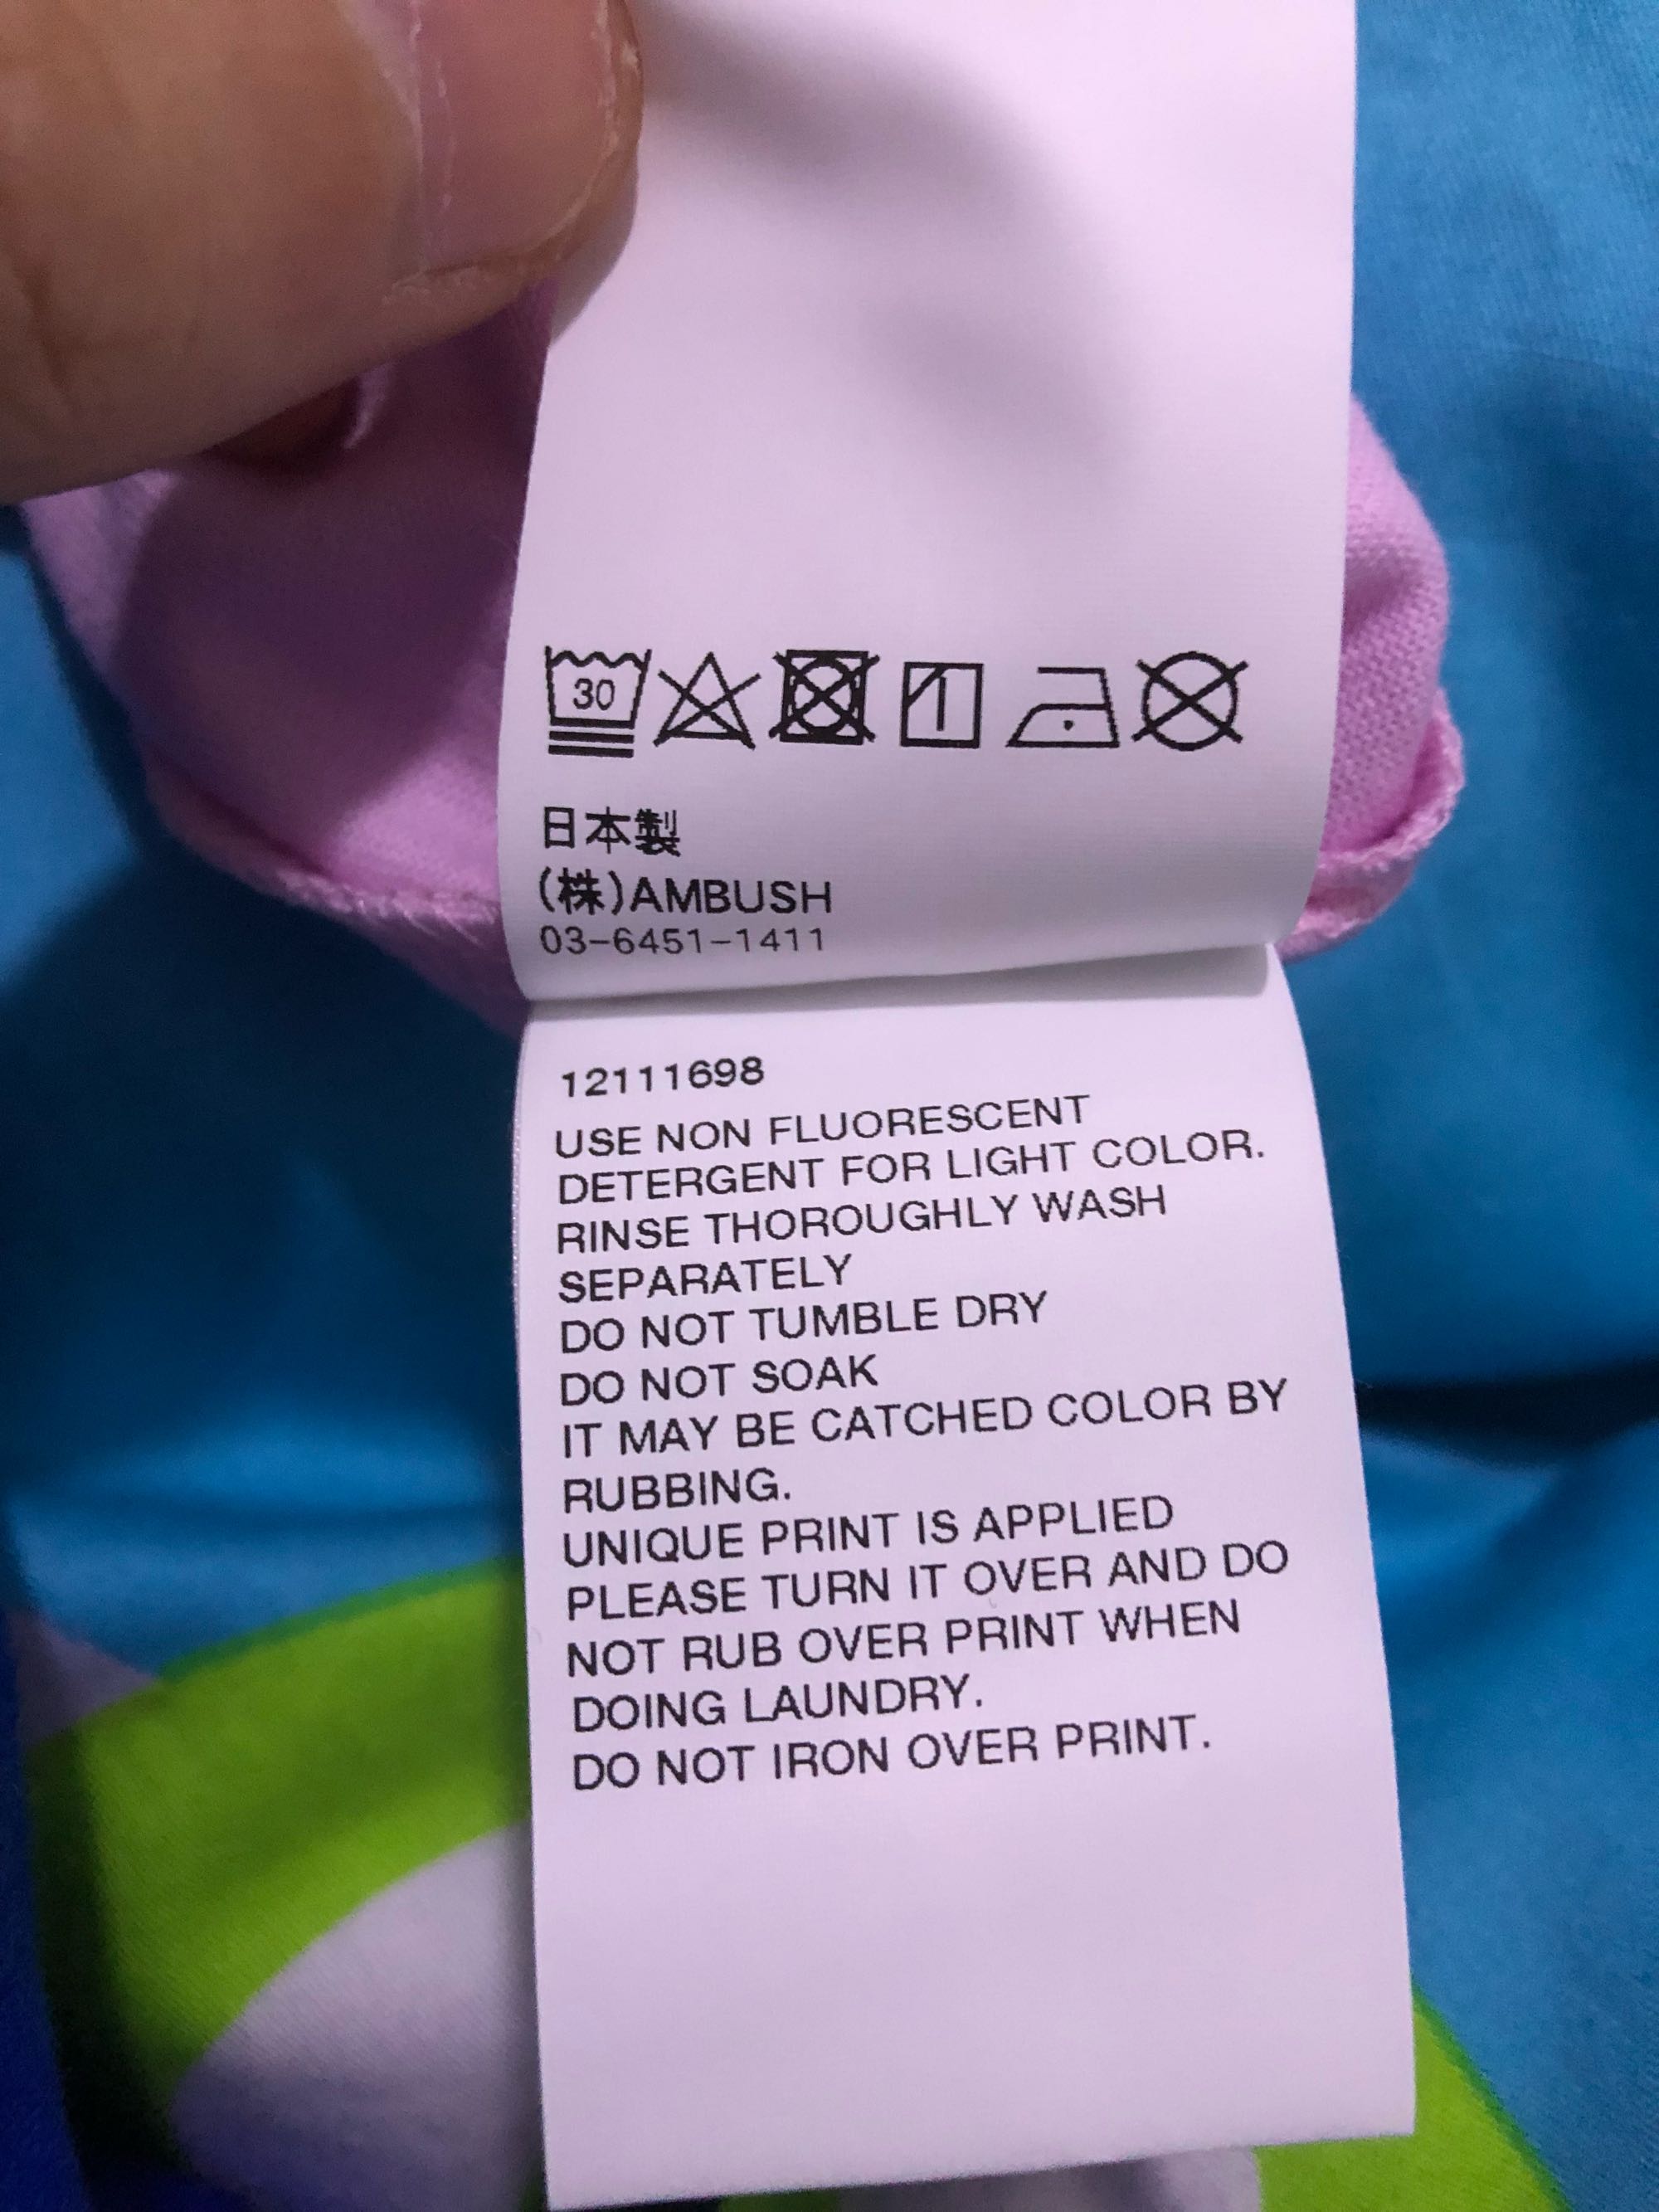 30
日本製
(株)AMBUSH
03-6451-1411
12111698
USE NON FLUORESCENT
DETERGENT FOR LIGHT COLOR.
RINSE THOROUGHLY WASH
SEPARATELY
DO NOT TUMBLE DRY
DO NOT SOAK
IT MAY BE CATCHED COLOR BY
RUBBING.
UNIQUE PRINT IS APPLIED
PLEASE TURN IT OVER AND DO
NOT RUB OVER PRINT WHEN
DOING LAUNDRY.
DO NOT IRON OVER PRINT.